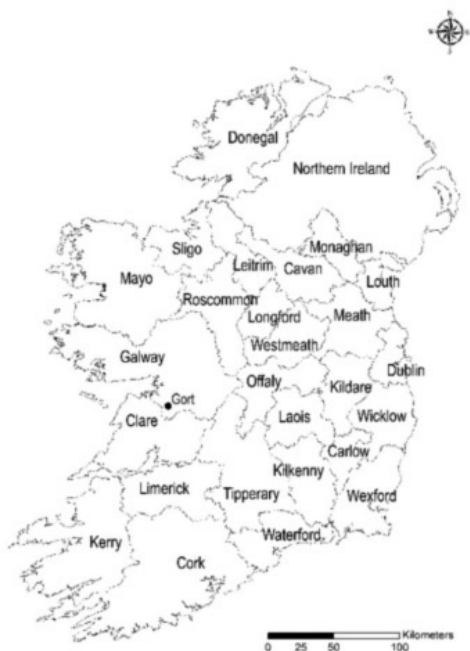 Donegal
Northern Ireland
Monaghan
Sligo
Leitrim
Cavan
Mayo
Louth
Roscommon
Longford
Meath
Westmeath
Galway
Dublin
Offaly
Kildare
Gort
Laois
Wicklow
Clare
Carlow
Kilkenny
Limerick
Tipperary
Wexford
Waterford
Kerry
Cork
Kilometers
0 25 50 100